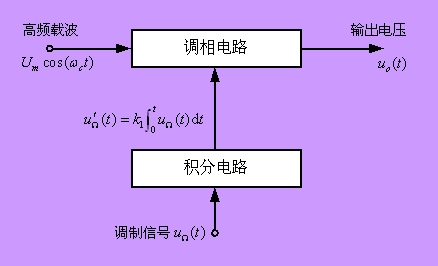 高频载波
调相电路
输出电压
U_m cos(ω_c t)
u_o(t)
u'_Ω(t) = k_1∫_0^t u_Ω(t)dt
积分电路
调制信号 u_Ω(t)